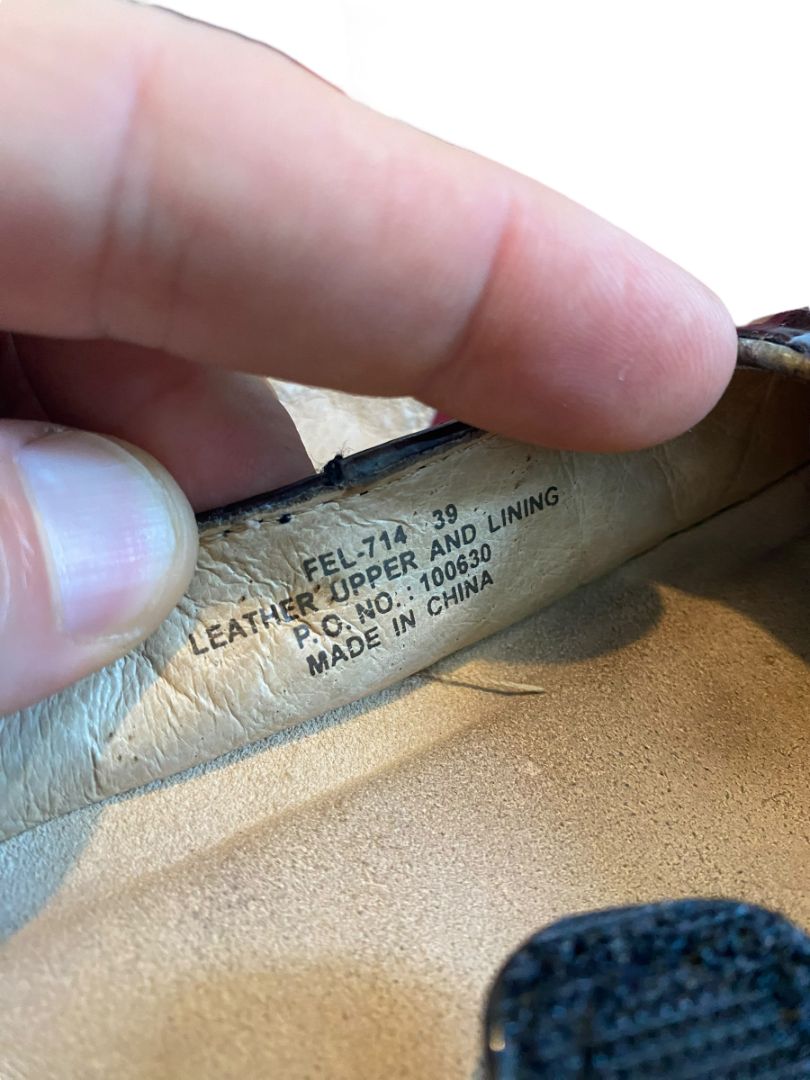 FEL-714 39
LEATHER UPPER AND LINING
P.O. NO.: 100630
MADE IN CHINA